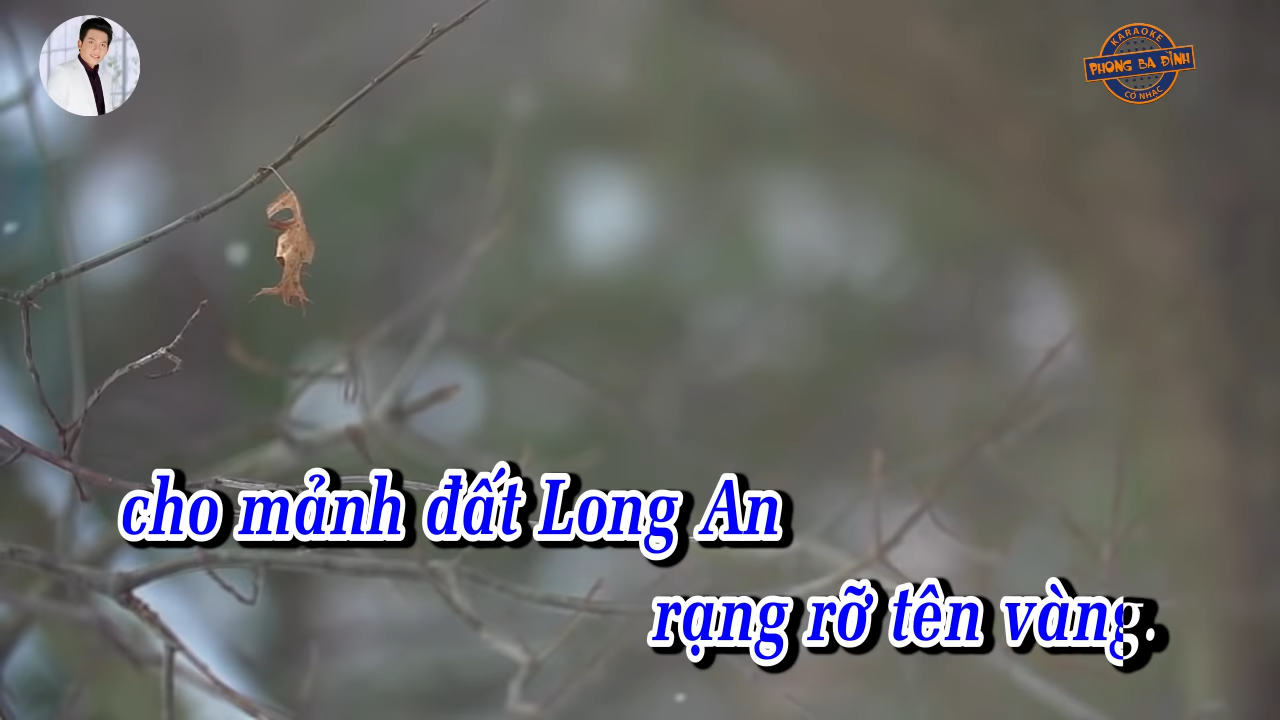 KARAOKE
PHONG BA ĐÌNH
CỔ NHẠC
cho mảnh đất Long An
rạng rỡ tên vàng.